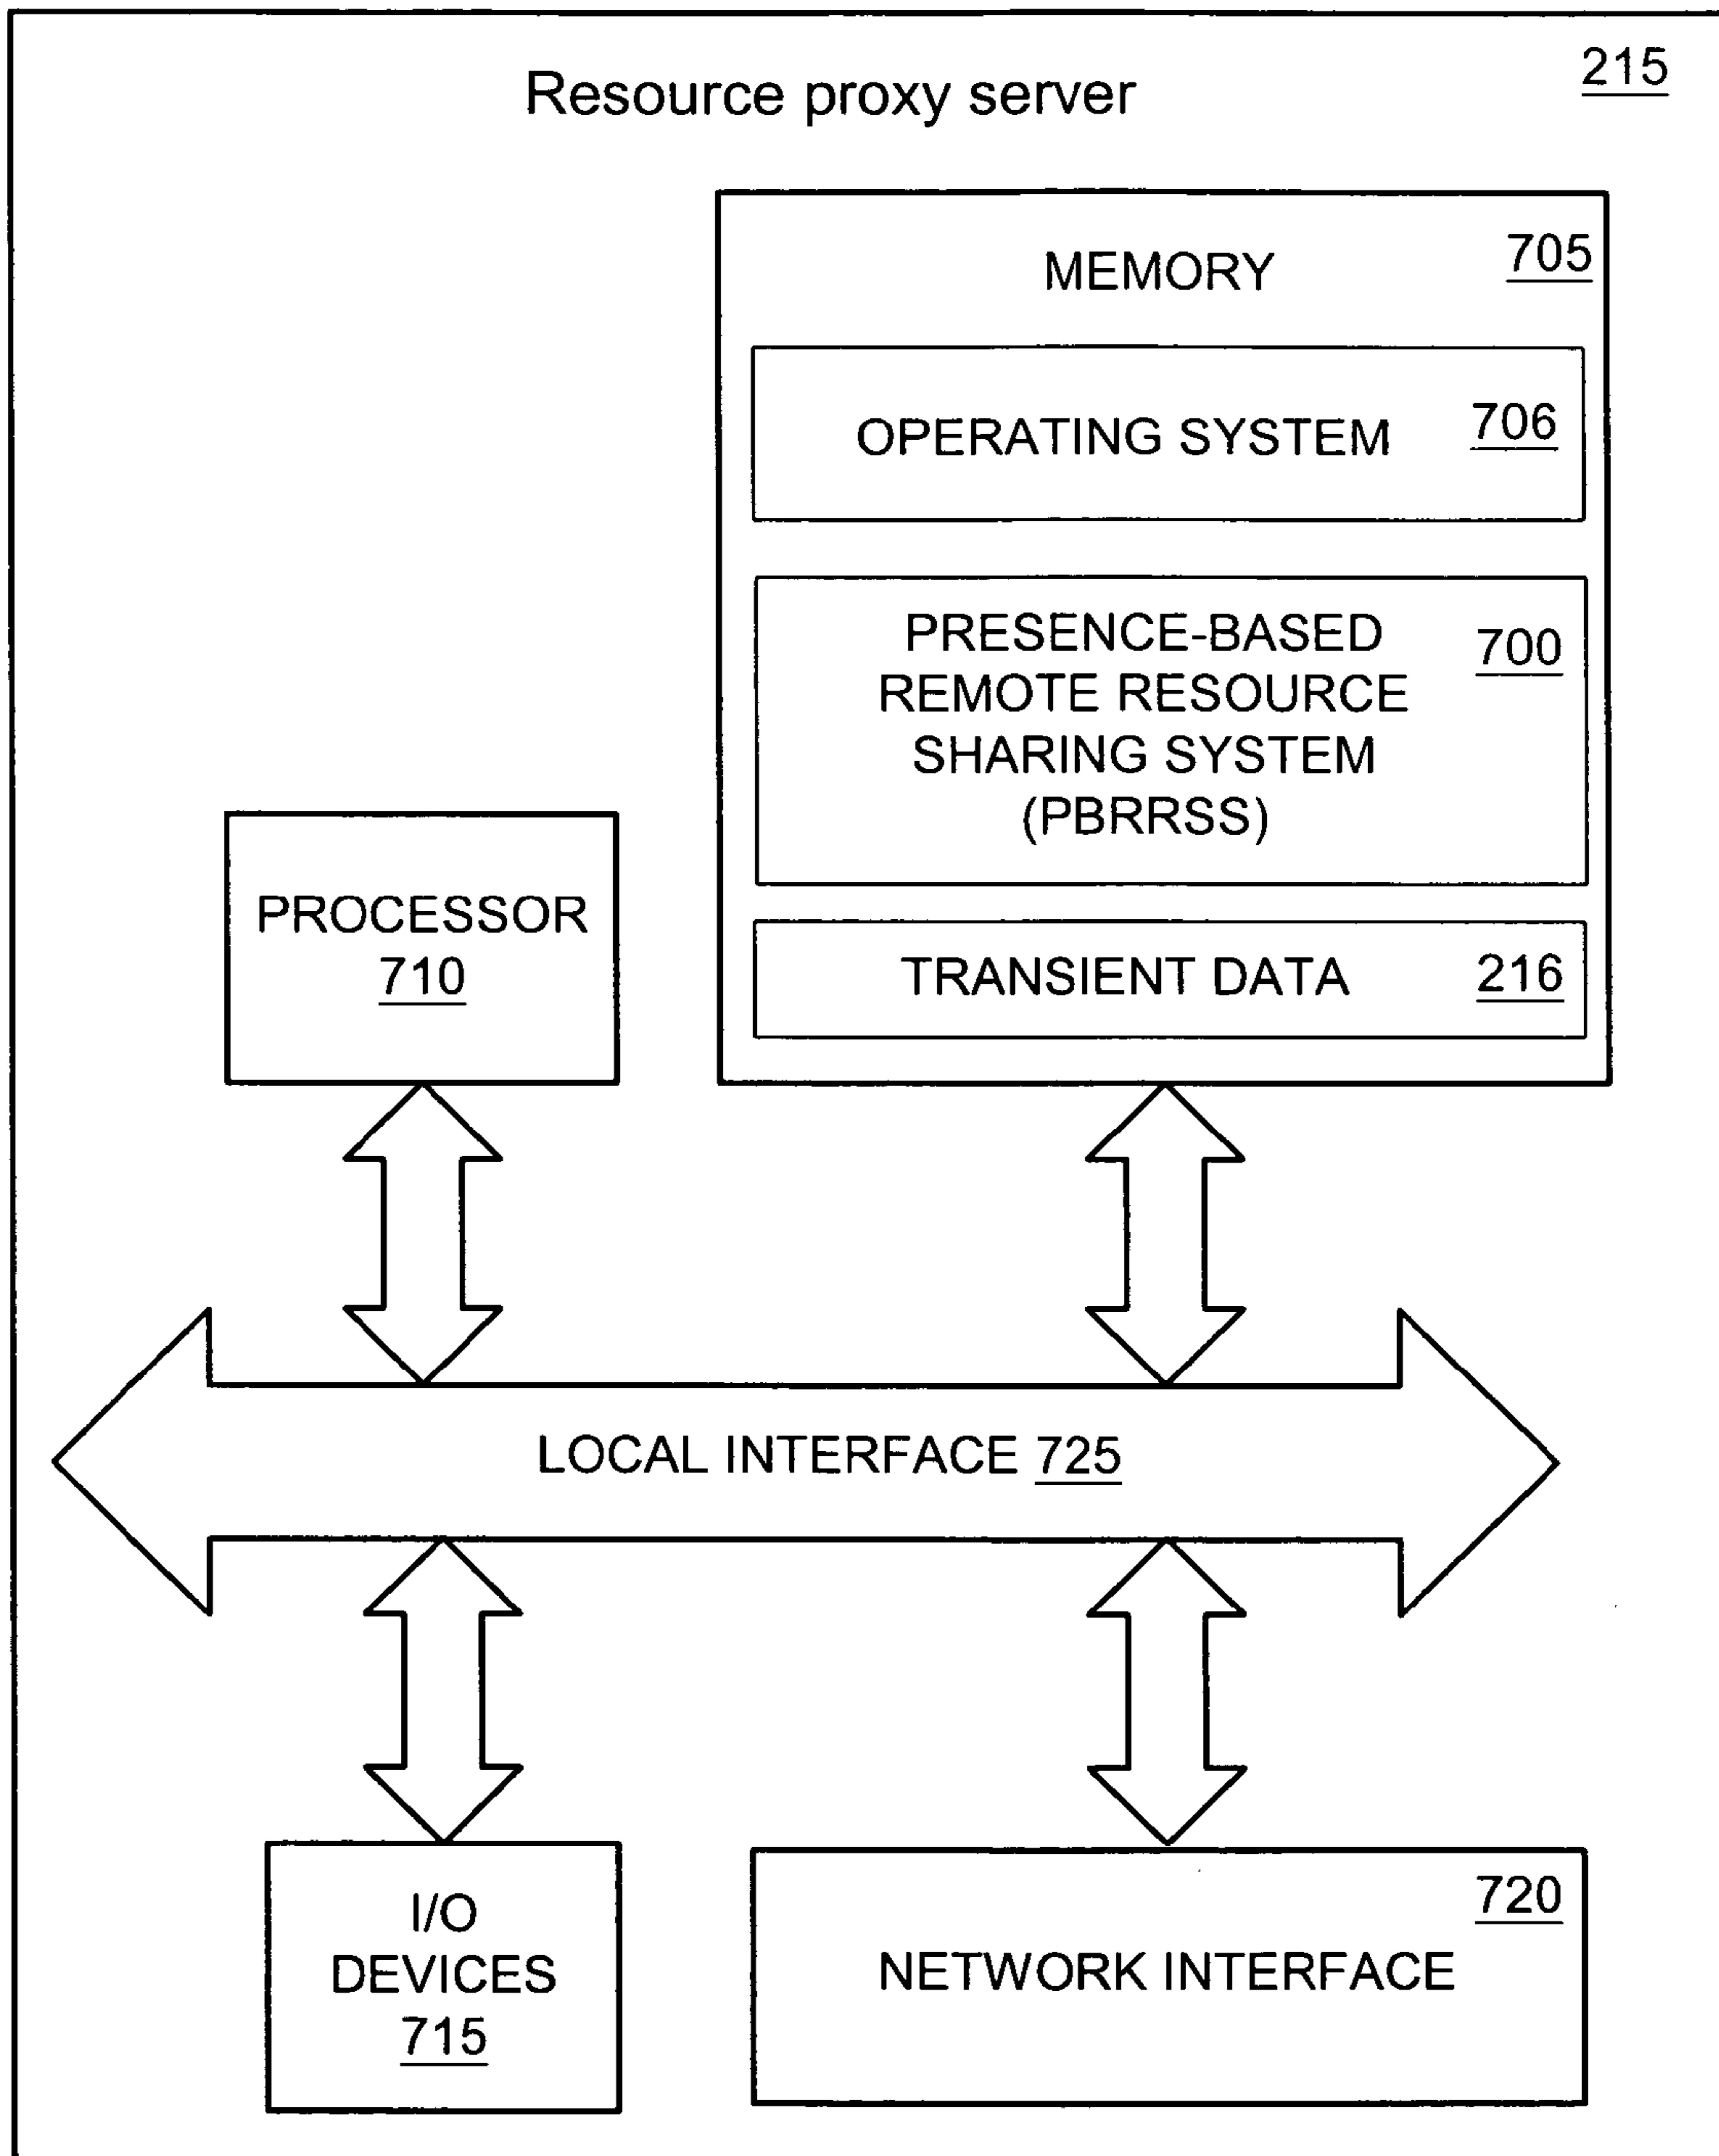 Resource proxy server
215
MEMORY
705
OPERATING SYSTEM
706
PRESENCE-BASED
REMOTE RESOURCE
SHARING SYSTEM
(PBRRSS)
700
TRANSIENT DATA
216
PROCESSOR
710
LOCAL INTERFACE 725
I/O
DEVICES
715
720
NETWORK INTERFACE